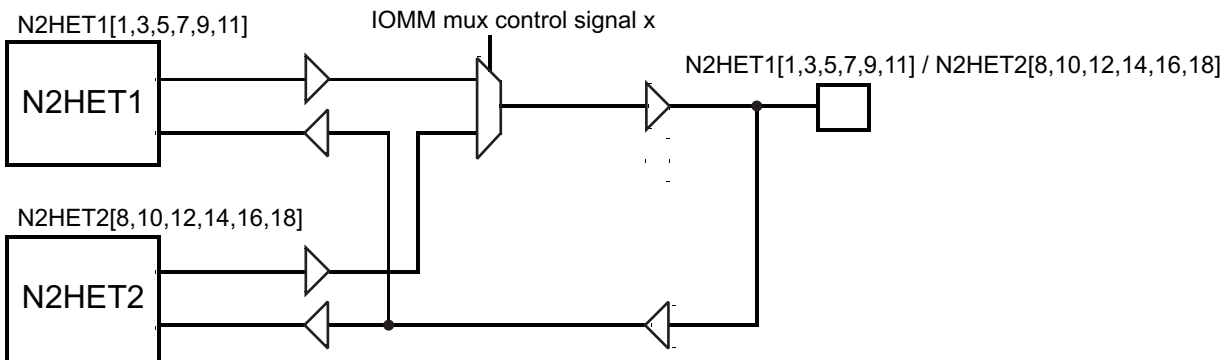 N2HET1[1,3,5,7,9,11]
IOMM mux control signal x
N2HET1[1,3,5,7,9,11] / N2HET2[8,10,12,14,16,18]
N2HET1
N2HET2[8,10,12,14,16,18]
N2HET2